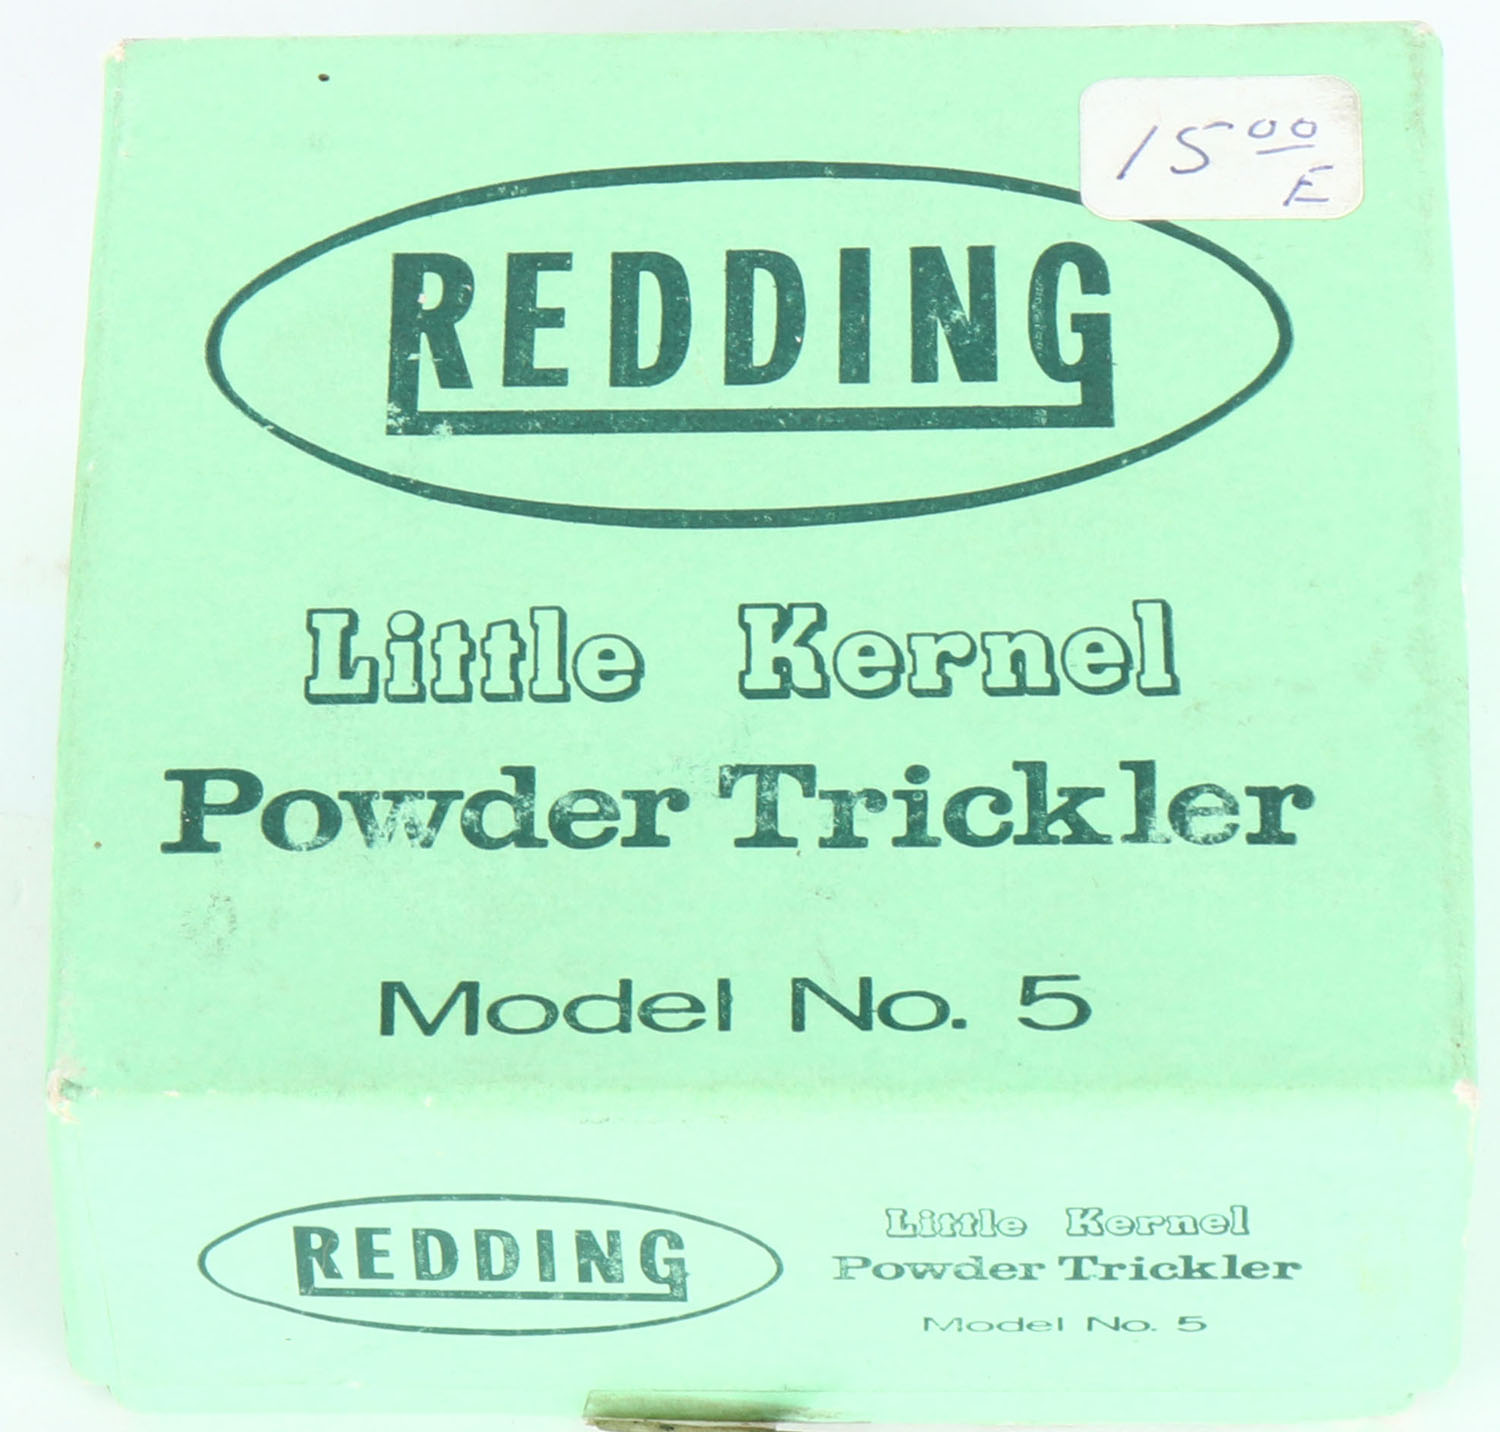 15 00
E
REDDING
Little Kernel
Powder Trickler
Model No. 5
REDDING
Little Kernel
Powder Trickler
Model No. 5